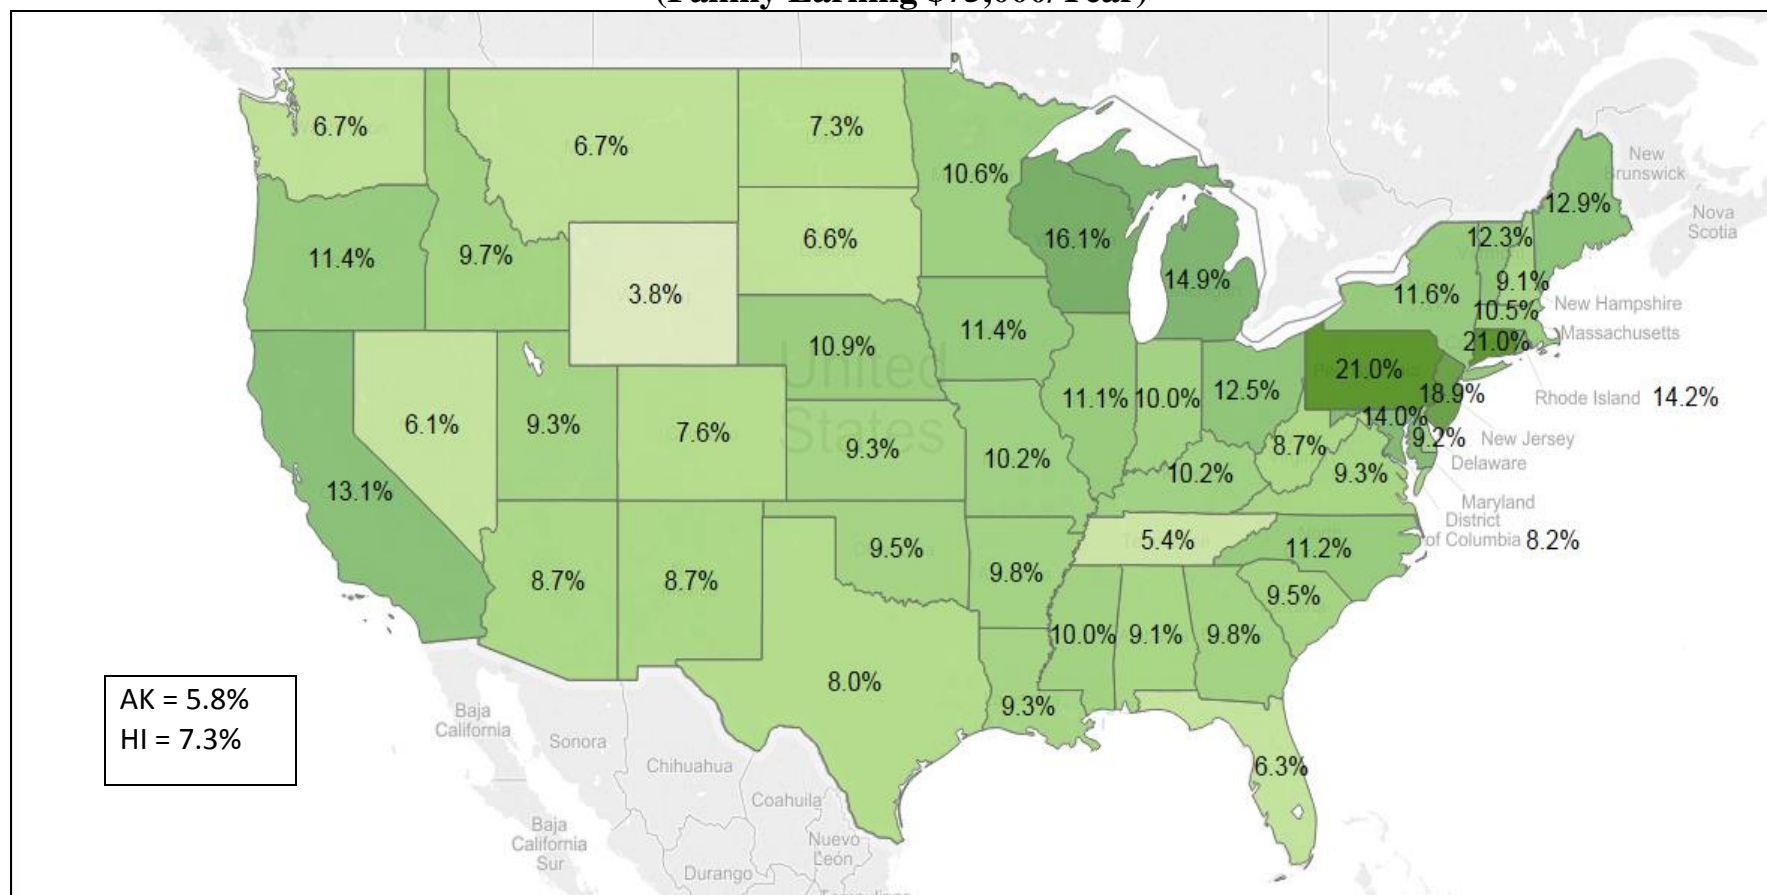 (Family Earning $75,000/Year)
6.7%
6.7%
7.3%
10.6%
12.9%
New
Brunswick
Nova
Scotia
11.4%
9.7%
3.8%
6.6%
16.1%
14.9%
12.3%
9.1%
11.6%
10.5%
New Hampshire
Massachusetts
21.0%
10.9%
11.4%
United
States
21.0%
18.9%
Rhode Island 14.2%
13.1%
6.1%
9.3%
7.6%
9.3%
10.2%
11.1%
10.0%
12.5%
14.0%
9.2%
New Jersey
Delaware
8.7%
9.3%
10.2%
Maryland
District
of Columbia 8.2%
8.7%
8.7%
9.5%
9.8%
5.4%
11.2%
9.5%
10.0%
9.1%
9.8%
8.0%
9.3%
6.3%
AK = 5.8%
HI = 7.3%
Baja
California
Sonora
Chihuahua
Coahuila
Baja
California
Sur
Nuevo
León
Durango
Tamaulipas